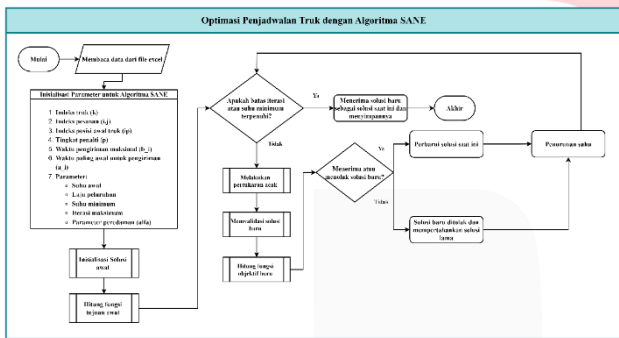 Optimasi Penjadwalan Truk dengan Algoritma SANE
Mulai
Membaca data dari file excel
Inisialisasi Parameter untuk Algoritma SANE
1. Indeks truk (k)
2. Indeks pesanan (i,j)
3. Indeks posisi awal truk (ip)
4. Tingkat penalti (p)
5. Waktu pengiriman maksimal (b_i)
6. Waktu paling awal untuk pengiriman
(a_i)
7. Parameter:
Suhu awal
Laju peluruhan
Suhu minimum
Iterasi maksimum
Parameter peredaman (alfa)
Inisialisasi Solusi
awal
Hitung fungsi
tujuan awal
Apakah batas iterasi
atau suhu minimum
terpenuhi?
Ya
Menerima solusi baru
sebagai solusi saat ini dan
menyimpannya
Akhir
Tidak
Melakukan
pertukaran acak
Memvalidasi solusi
baru
Hitung fungsi
objektif baru
Menerima atau
menolak solusi baru?
Ya
Perbarui solusi saat ini
Penurunan suhu
Tidak
Solusi baru ditolak dan
mempertahankan solusi
lama